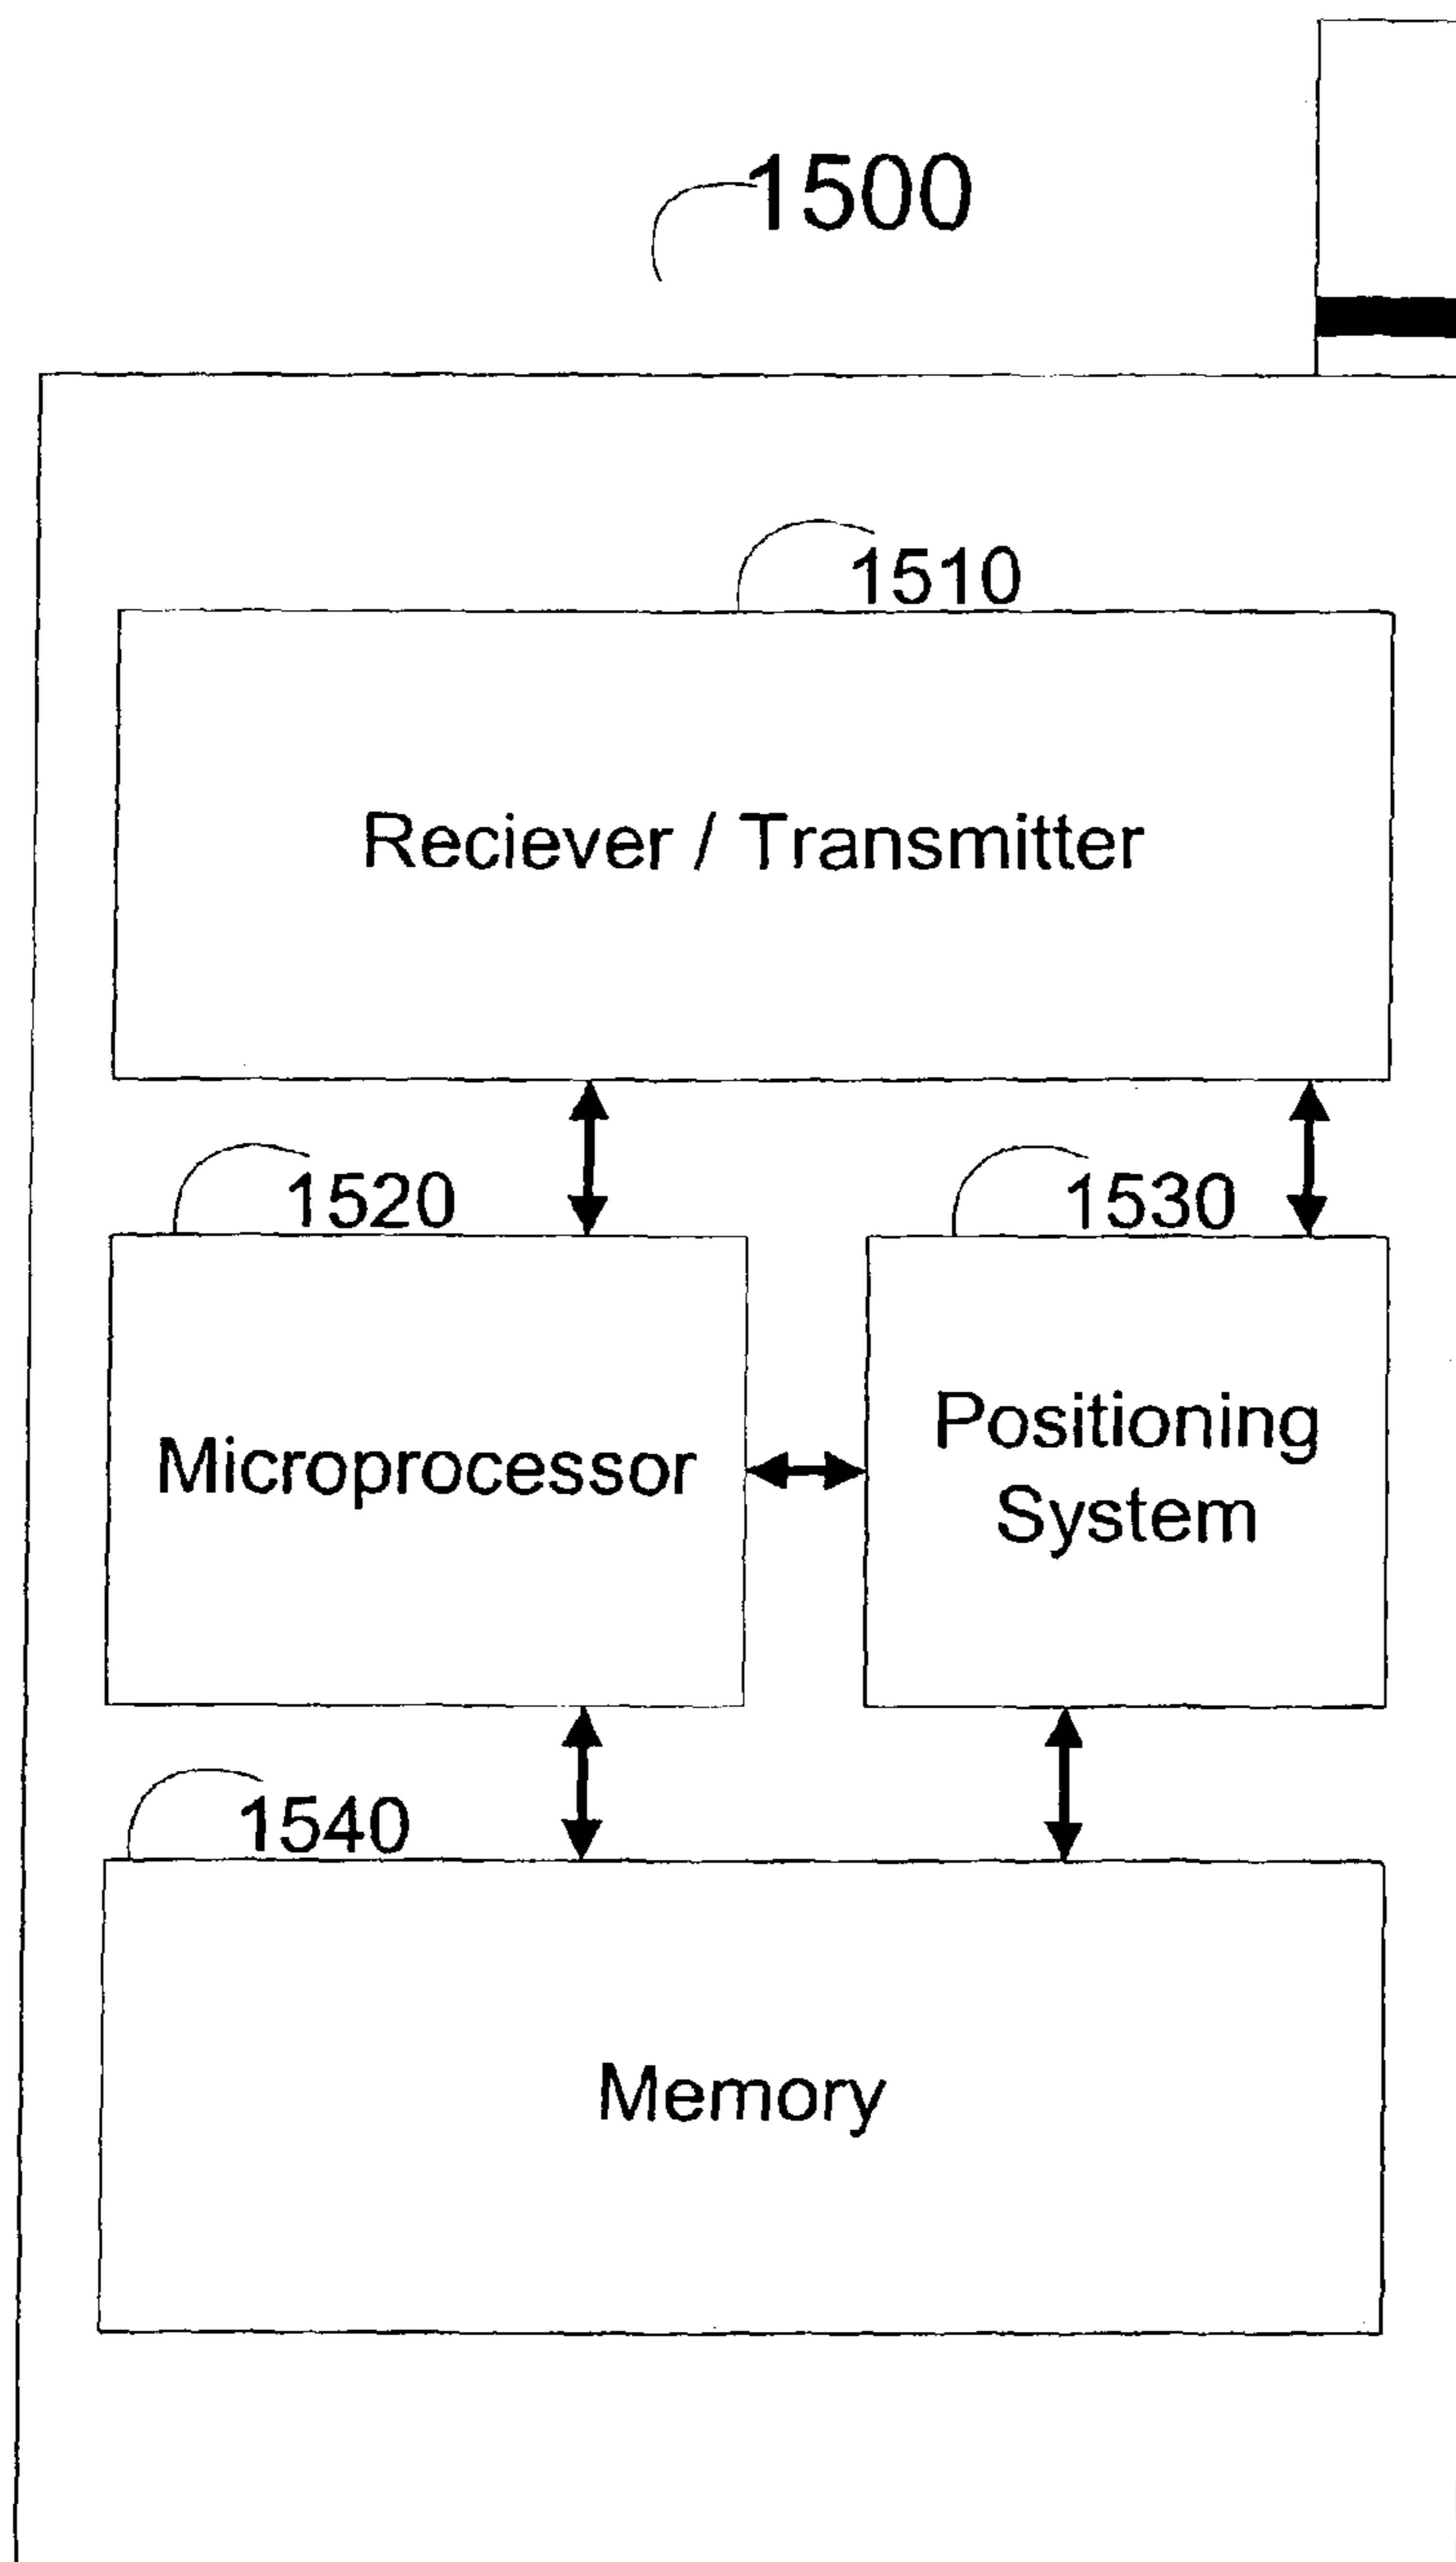 1500
1510
Reciever / Transmitter
1520
1530
Microprocessor
Positioning
System
1540
Memory